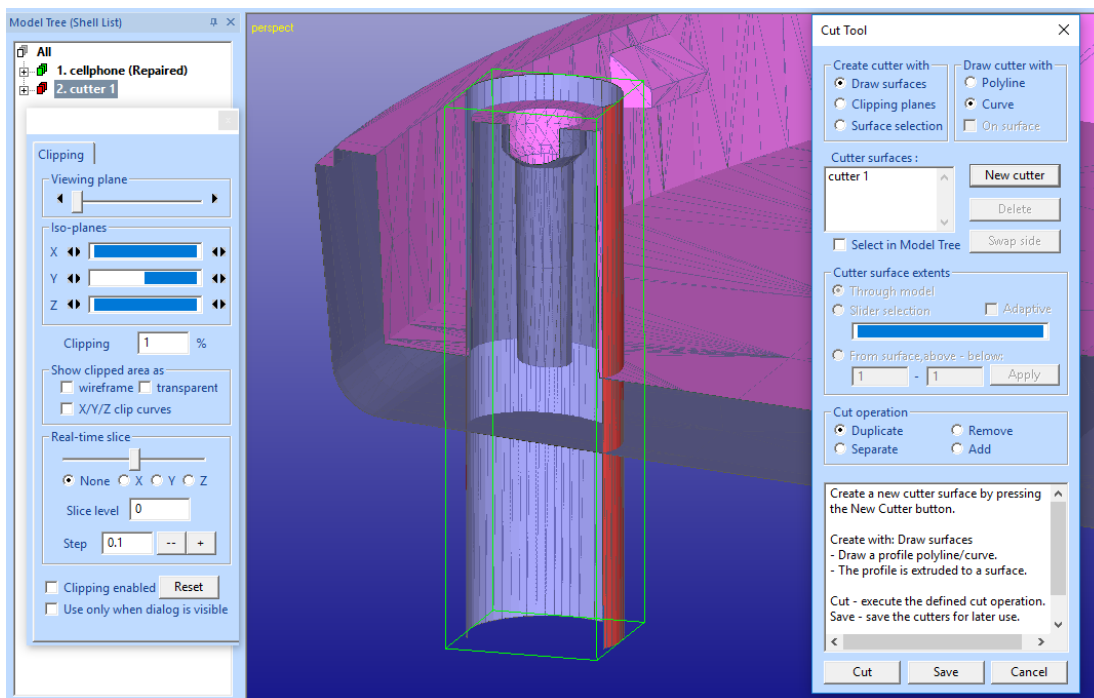 Model Tree (Shell List)
All
1. cellphone (Repaired)
2. cutter 1
Clipping
Viewing plane
Iso-planes
X
Y
Z
Clipping 1 %
Show clipped area as
wireframe transparent
X/Y/Z clip curves
Real-time slice
None X Y Z
Slice level 0
Step 0.1 -- +
Clipping enabled Reset
Use only when dialog is visible
perspect
Cut Tool
Create cutter with
Draw surfaces
Clipping planes
Surface selection
Draw cutter with
Polyline
Curve
On surface
Cutter surfaces :
cutter 1
New cutter
Delete
Swap side
Select in Model Tree
Cutter surface extents
Through model
Slider selection Adaptive
From surface,above - below:
1 - 1 Apply
Cut operation
Duplicate Remove
Separate Add
Create a new cutter surface by pressing
the New Cutter button.
Create with: Draw surfaces
- Draw a profile polyline/curve.
- The profile is extruded to a surface.
Cut - execute the defined cut operation.
Save - save the cutters for later use.
Cut Save Cancel